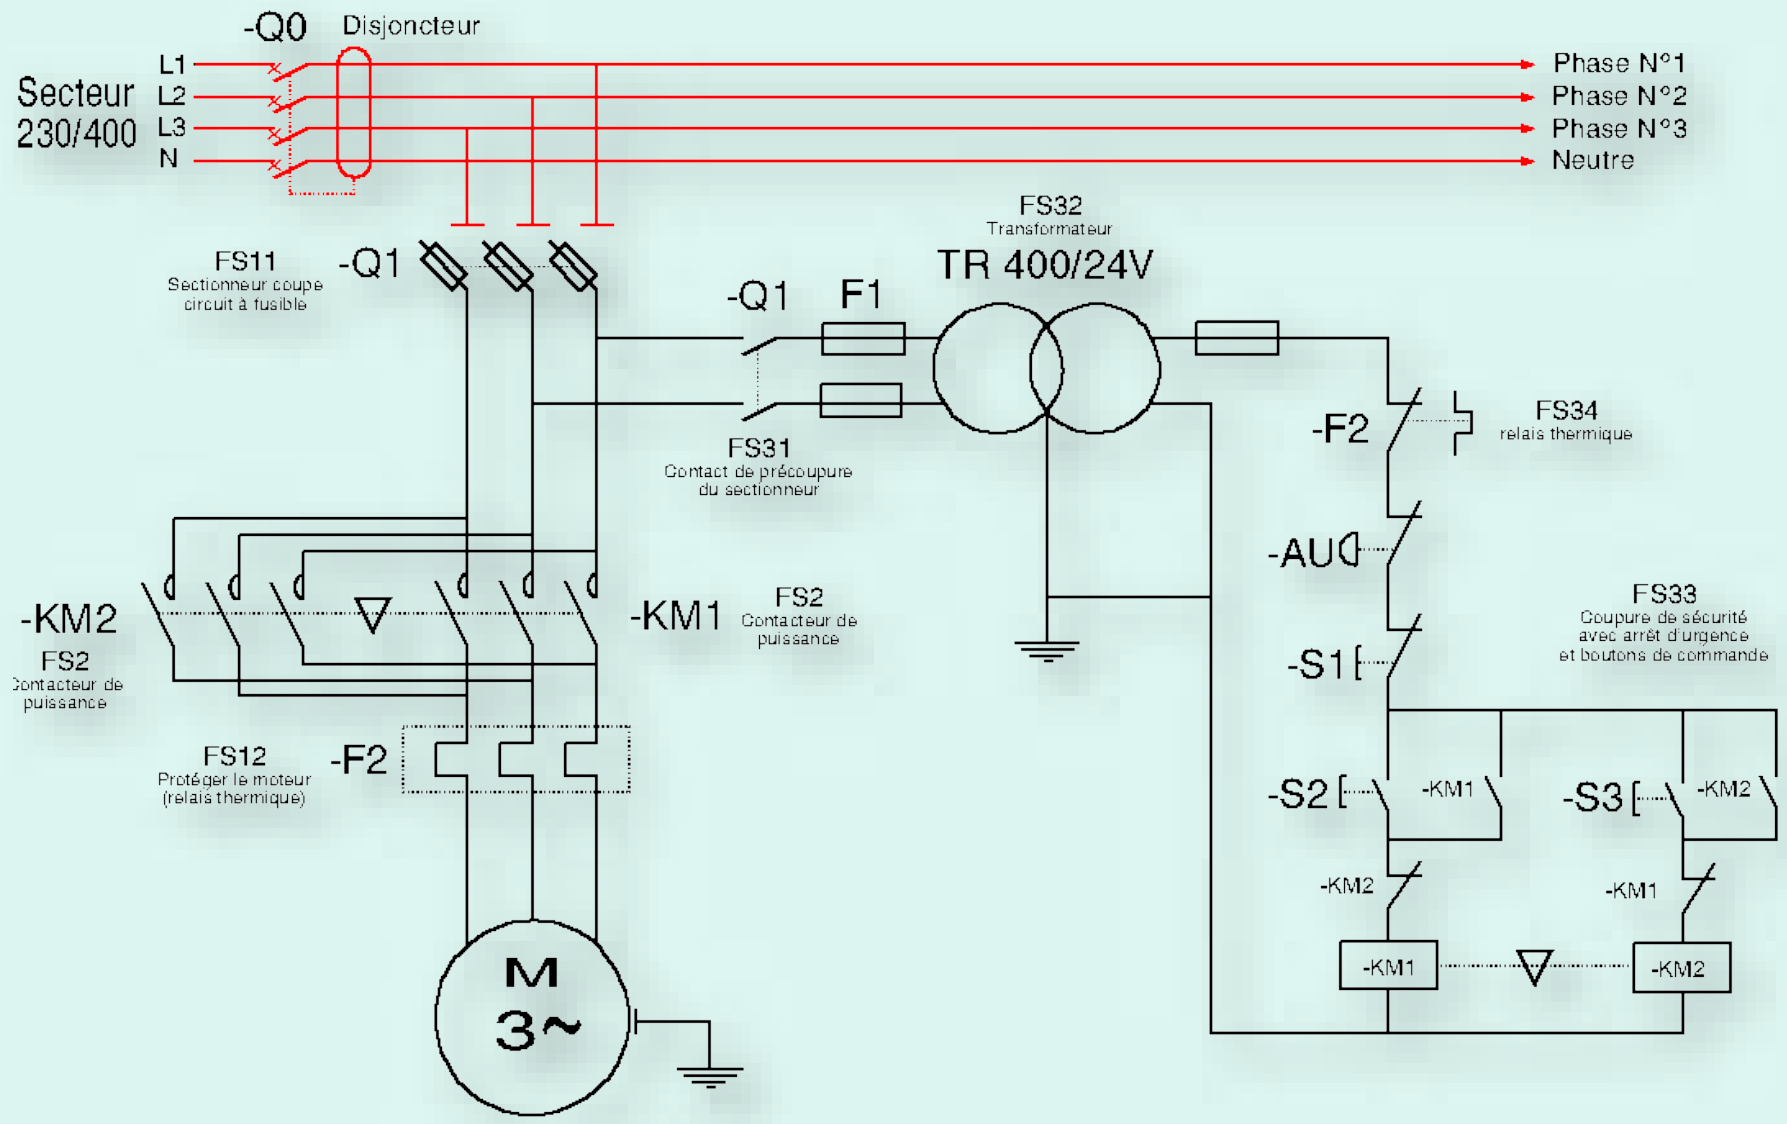 -Q0 Disjoncteur
Secteur
230/400
L1
L2
L3
N
Phase N°1
Phase N°2
Phase N°3
Neutre
FS11
Sectionneur coupe
circuit à fusible
-Q1
-Q1
F1
FS32
Transformateur
TR 400/24V
FS31
Contact de précoupure
du sectionneur
-F2
FS34
relais thermique
-AU
-S1
FS33
Coupure de sécurité
avec arrêt d'urgence
et boutons de commande
-KM2
FS2
Contacteur de
puissance
-KM1
FS2
Contacteur de
puissance
FS12
Protéger le moteur
(relais thermique)
-F2
-S2
-KM1
-S3
-KM2
-KM2
-KM1
-KM1
-KM2
M
3~